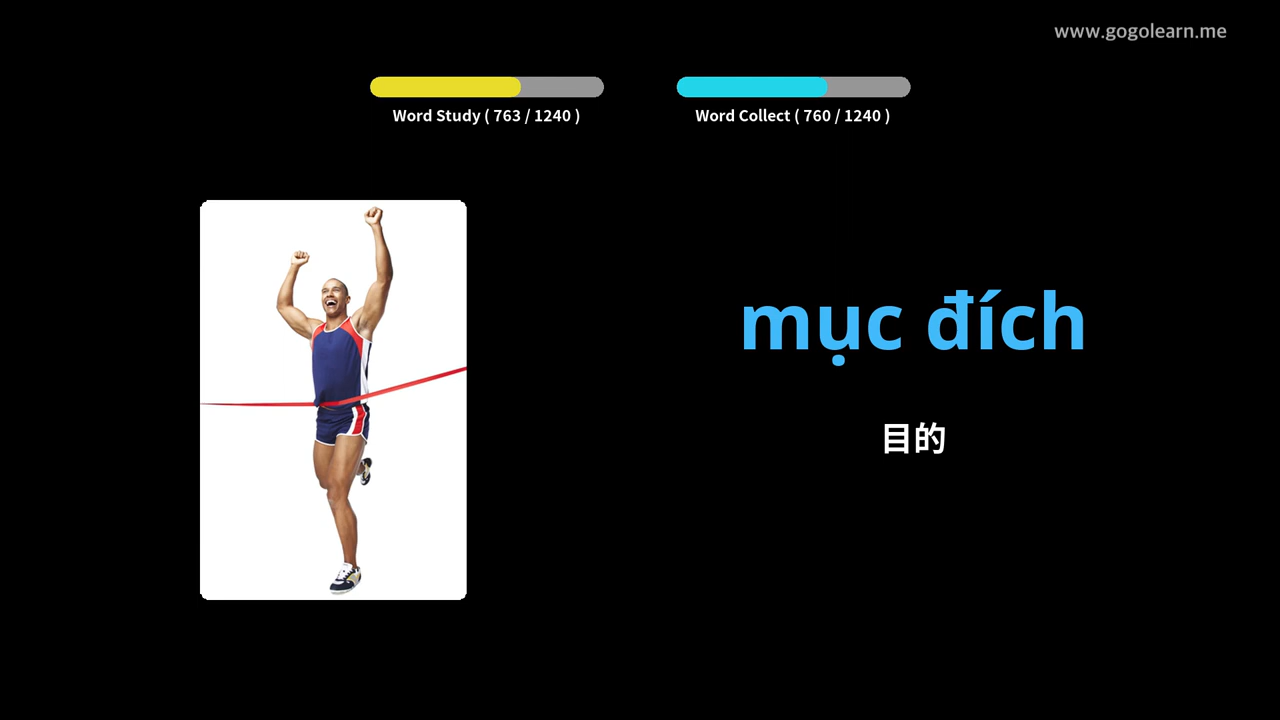 www.gogolearn.me
Word Study ( 763 / 1240 )
Word Collect ( 760 / 1240 )
mục đích
目的